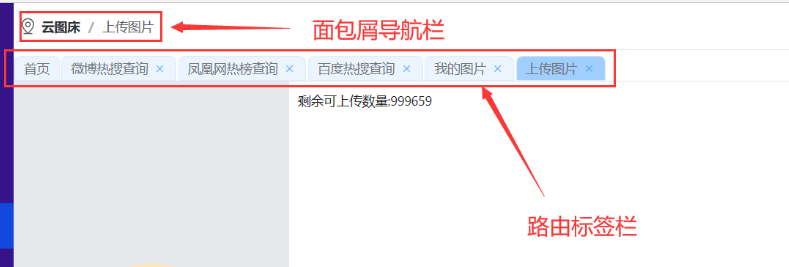 云图床 / 上传图片
面包屑导航栏
首页 微博热搜查询 × 凤凰网热榜查询 × 百度热搜查询 × 我的图片 × 上传图片 ×
剩余可上传数量:999659
路由标签栏